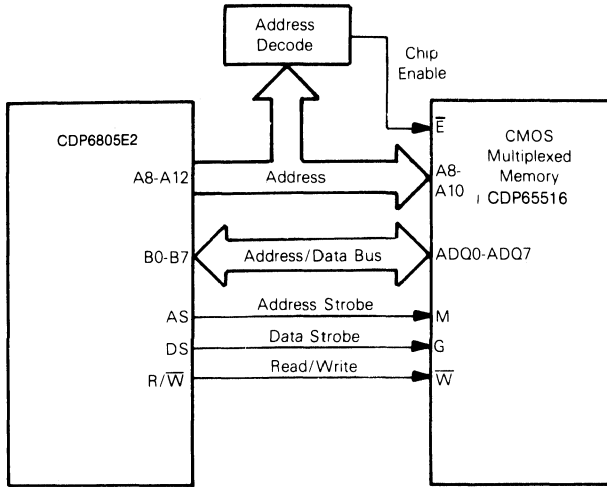 Address
Decode
Chip
Enable
CDP6805E2
E̅
CMOS
Multiplexed
Memory
CDP65516
A8-A12
Address
A8-
A10
B0-B7
Address/Data Bus
ADQ0-ADQ7
AS
Address Strobe
M
DS
Data Strobe
G
R/W̅
Read/Write
W̅